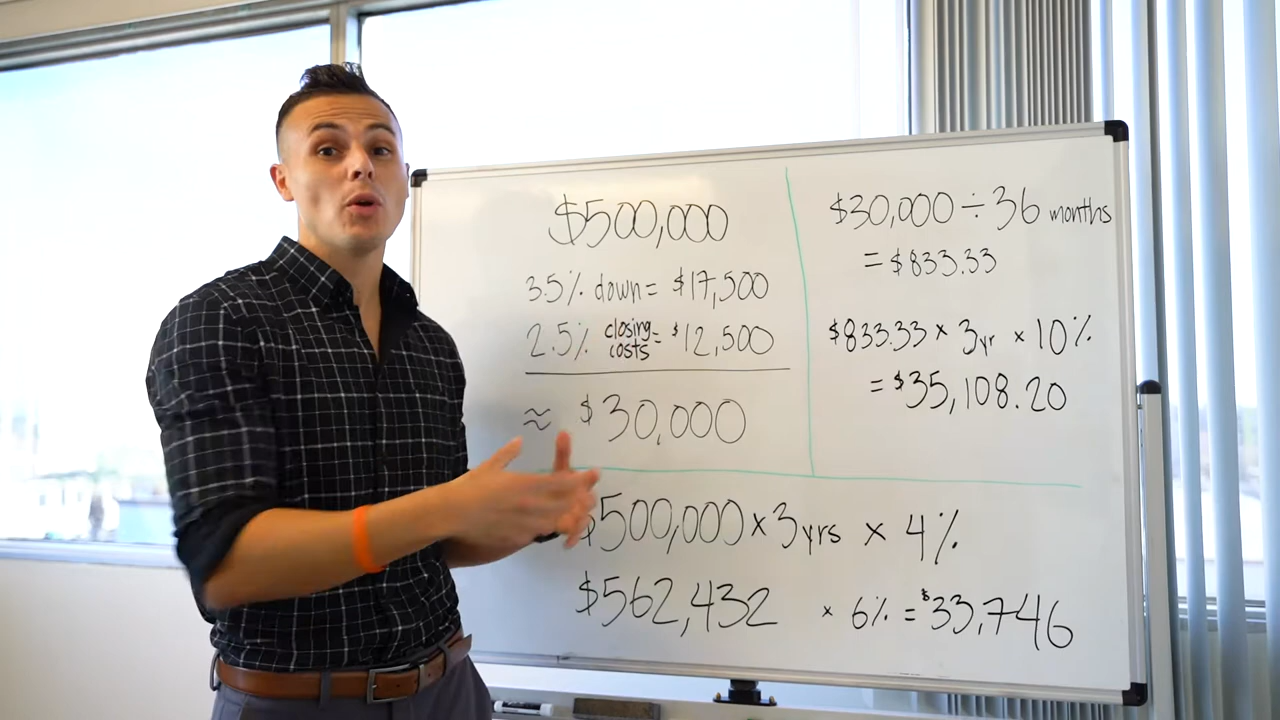 $500,000
3.5% down = $17,500
2.5% closing costs = $12,500
≈ $30,000
$30,000 ÷ 36 months
= $833.33
$833.33 × 3yr × 10%
= $35,108.20
$500,000 × 3yrs × 4%
$562,432 × 6% = $33,746